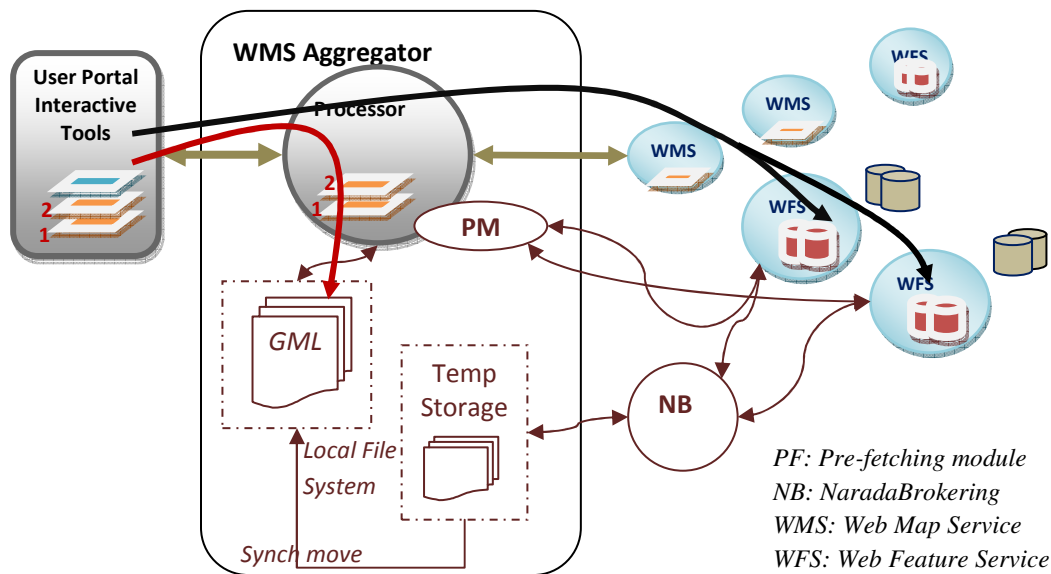 WMS Aggregator
User Portal
Interactive
Tools
2
1
Processor
2
1
PM
WMS
WMS
WFS
WFS
WFS
GML
Temp
Storage
NB
Local File
System
Synch move
PF: Pre-fetching module
NB: NaradaBrokering
WMS: Web Map Service
WFS: Web Feature Service